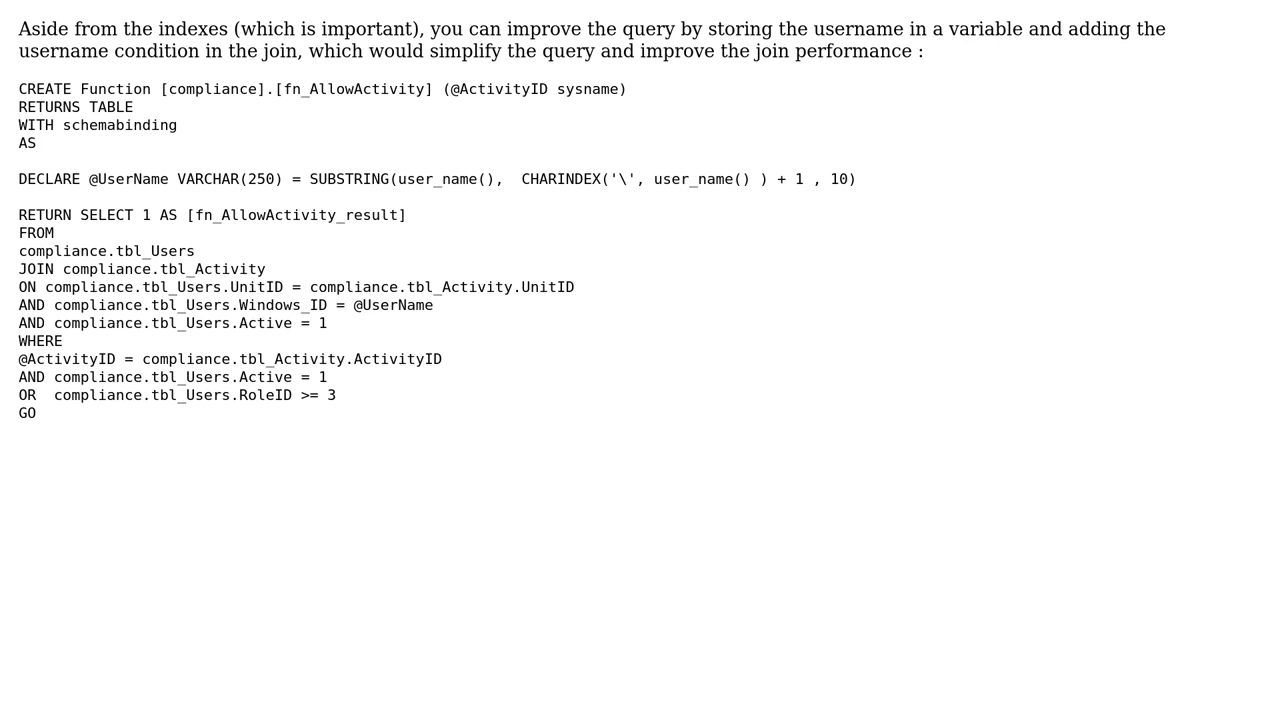 Aside from the indexes (which is important), you can improve the query by storing the username in a variable and adding the
username condition in the join, which would simplify the query and improve the join performance :
CREATE Function [compliance].[fn_AllowActivity] (@ActivityID sysname)
RETURNS TABLE
WITH schemabinding
AS
DECLARE @UserName VARCHAR(250) = SUBSTRING(user_name(),  CHARINDEX('\', user_name() ) + 1 , 10)
RETURN SELECT 1 AS [fn_AllowActivity_result]
FROM
compliance.tbl_Users
JOIN compliance.tbl_Activity
ON compliance.tbl_Users.UnitID = compliance.tbl_Activity.UnitID
AND compliance.tbl_Users.Windows_ID = @UserName
AND compliance.tbl_Users.Active = 1
WHERE
@ActivityID = compliance.tbl_Activity.ActivityID
AND compliance.tbl_Users.Active = 1
OR  compliance.tbl_Users.RoleID >= 3
GO